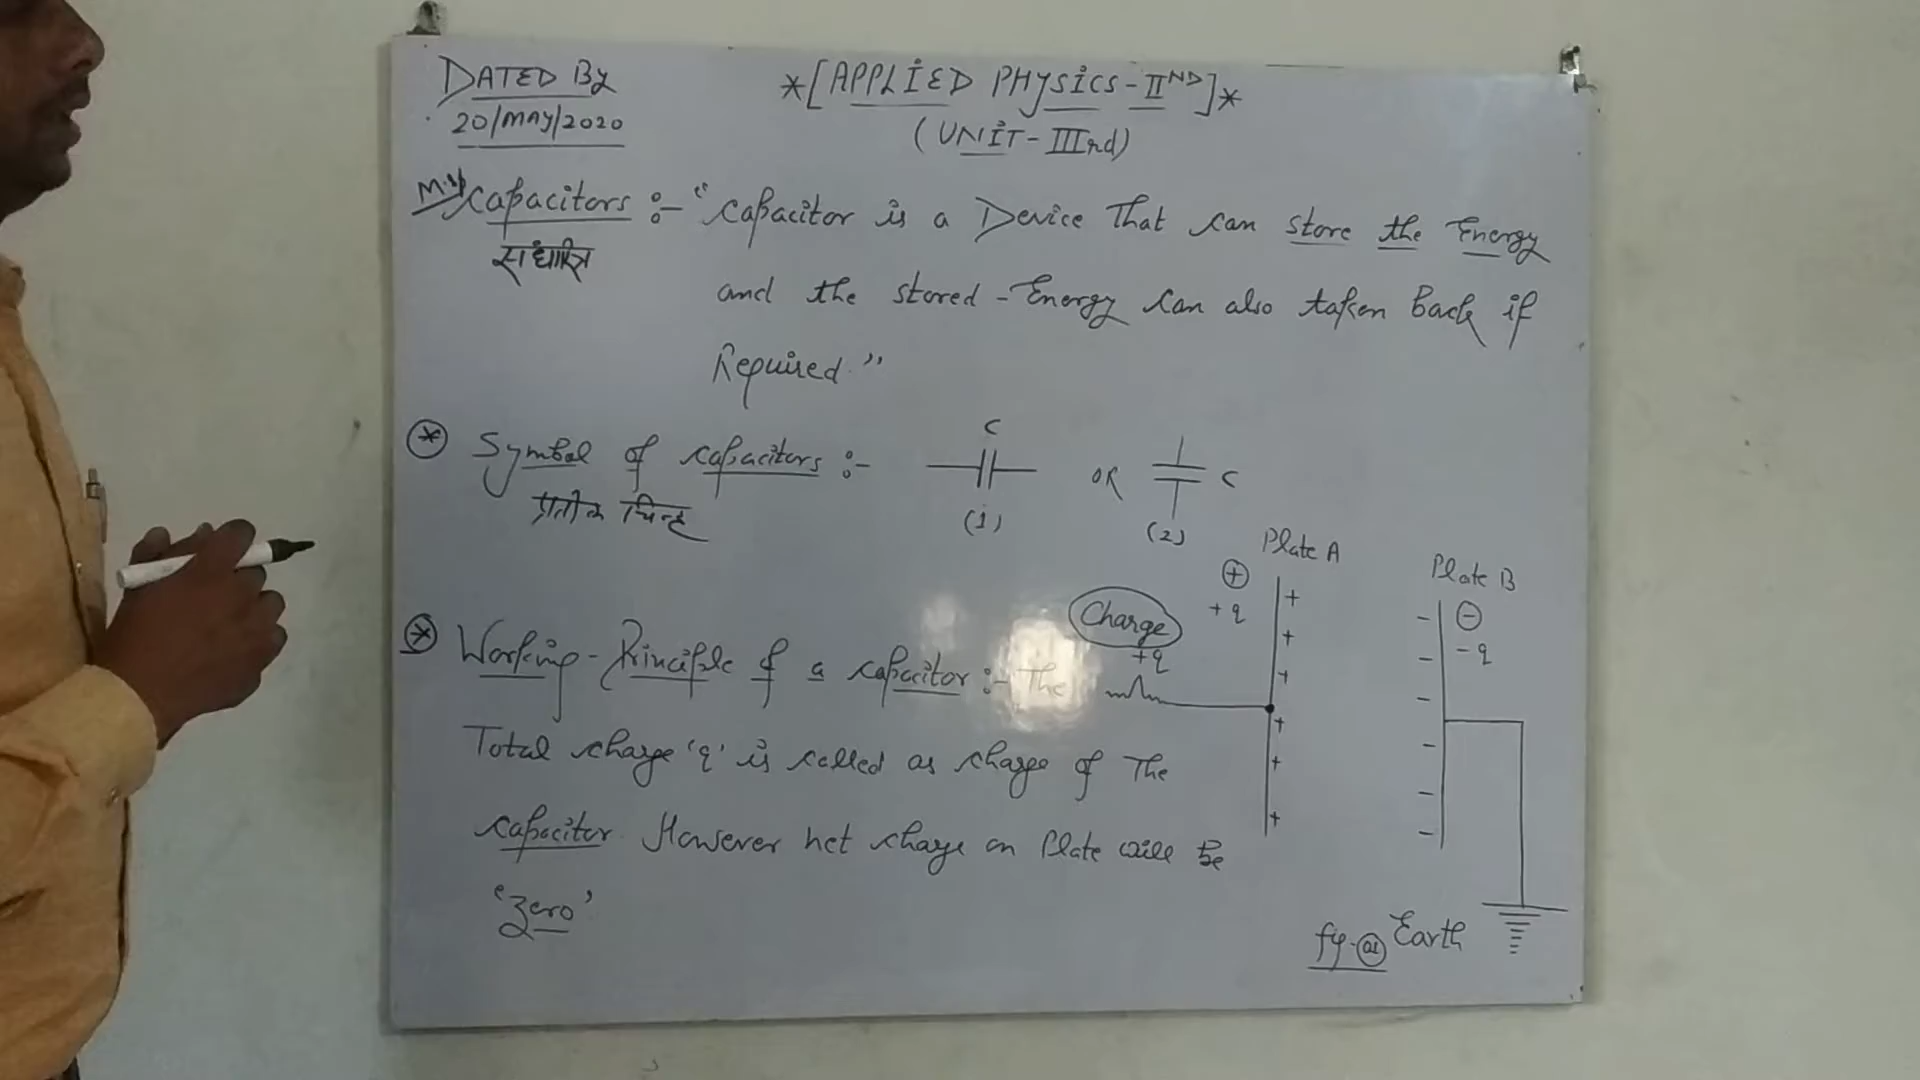 DATED By
20/MAY/2020
*[APPLIED PHYSICS-IIND]*
(UNIT-IIIrd)
Capacitors :- "Capacitor is a Device That can store the Energy
संधारित्र
and the stored-Energy can also taken Back if
Required."
* Symbol of capacitors :-
प्रतीक चिन्ह
C
(1)
OR
C
(2)
* Working-Principle of a capacitor :- The
Total charge 'q' is called as charge of The
capacitor. However net charge on Plate will be
'Zero'
Charge
+q
+
+q
Plate A
+
+
+
+
+
+
Plate B
-
-q
-
-
-
-
-
-
fig-01 Earth